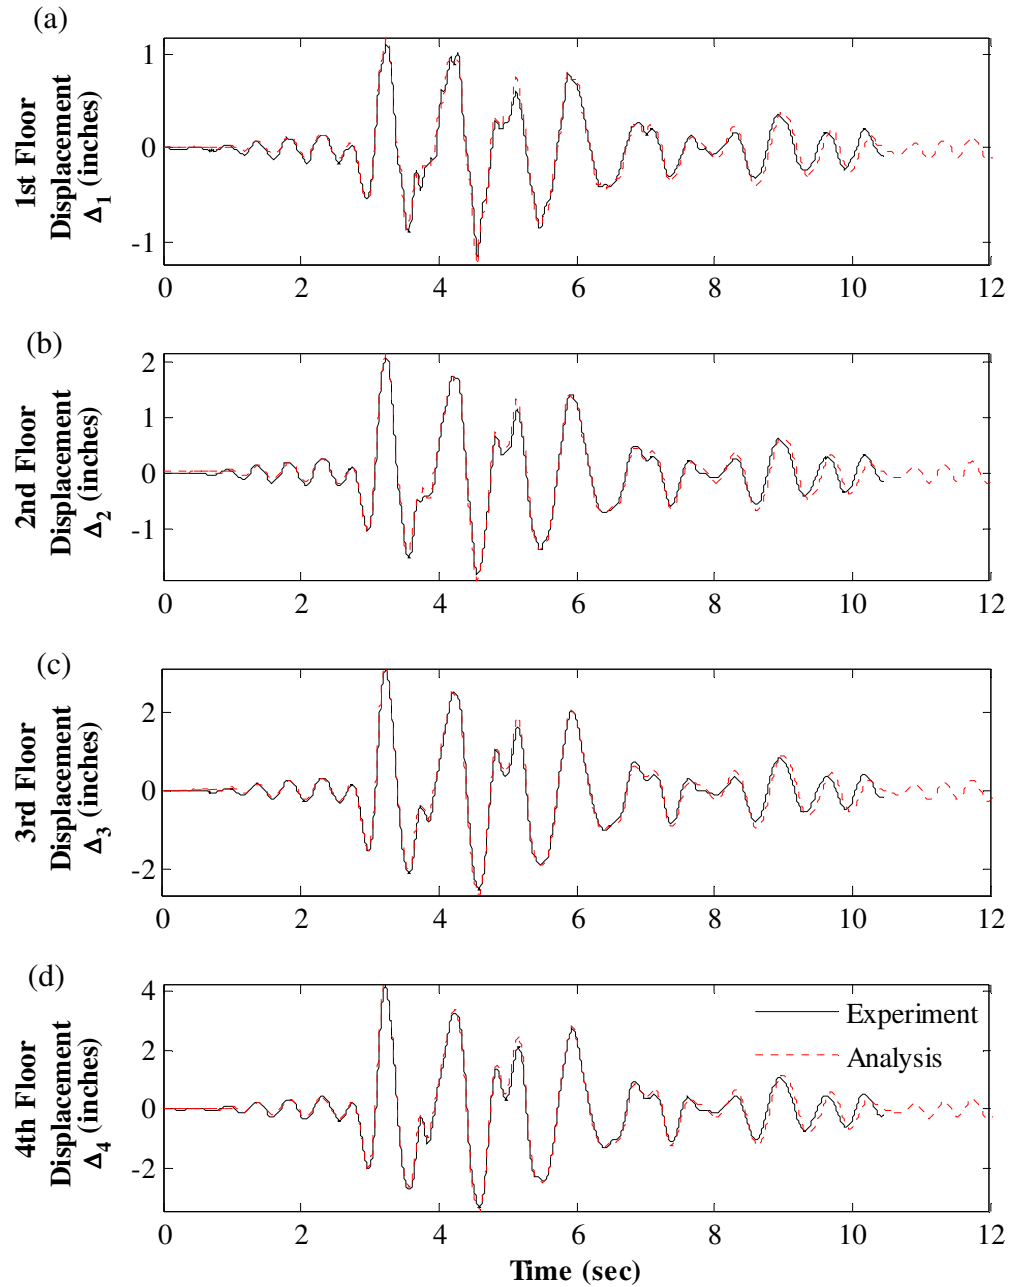 (a)
1st Floor
Displacement
Δ1 (inches)
1
0
-1
0 2 4 6 8 10 12
(b)
2nd Floor
Displacement
Δ2 (inches)
2
1
0
-1
0 2 4 6 8 10 12
(c)
3rd Floor
Displacement
Δ3 (inches)
2
0
-2
0 2 4 6 8 10 12
(d)
4th Floor
Displacement
Δ4 (inches)
4
2
0
-2
Experiment
Analysis
0 2 4 6 8 10 12
Time (sec)